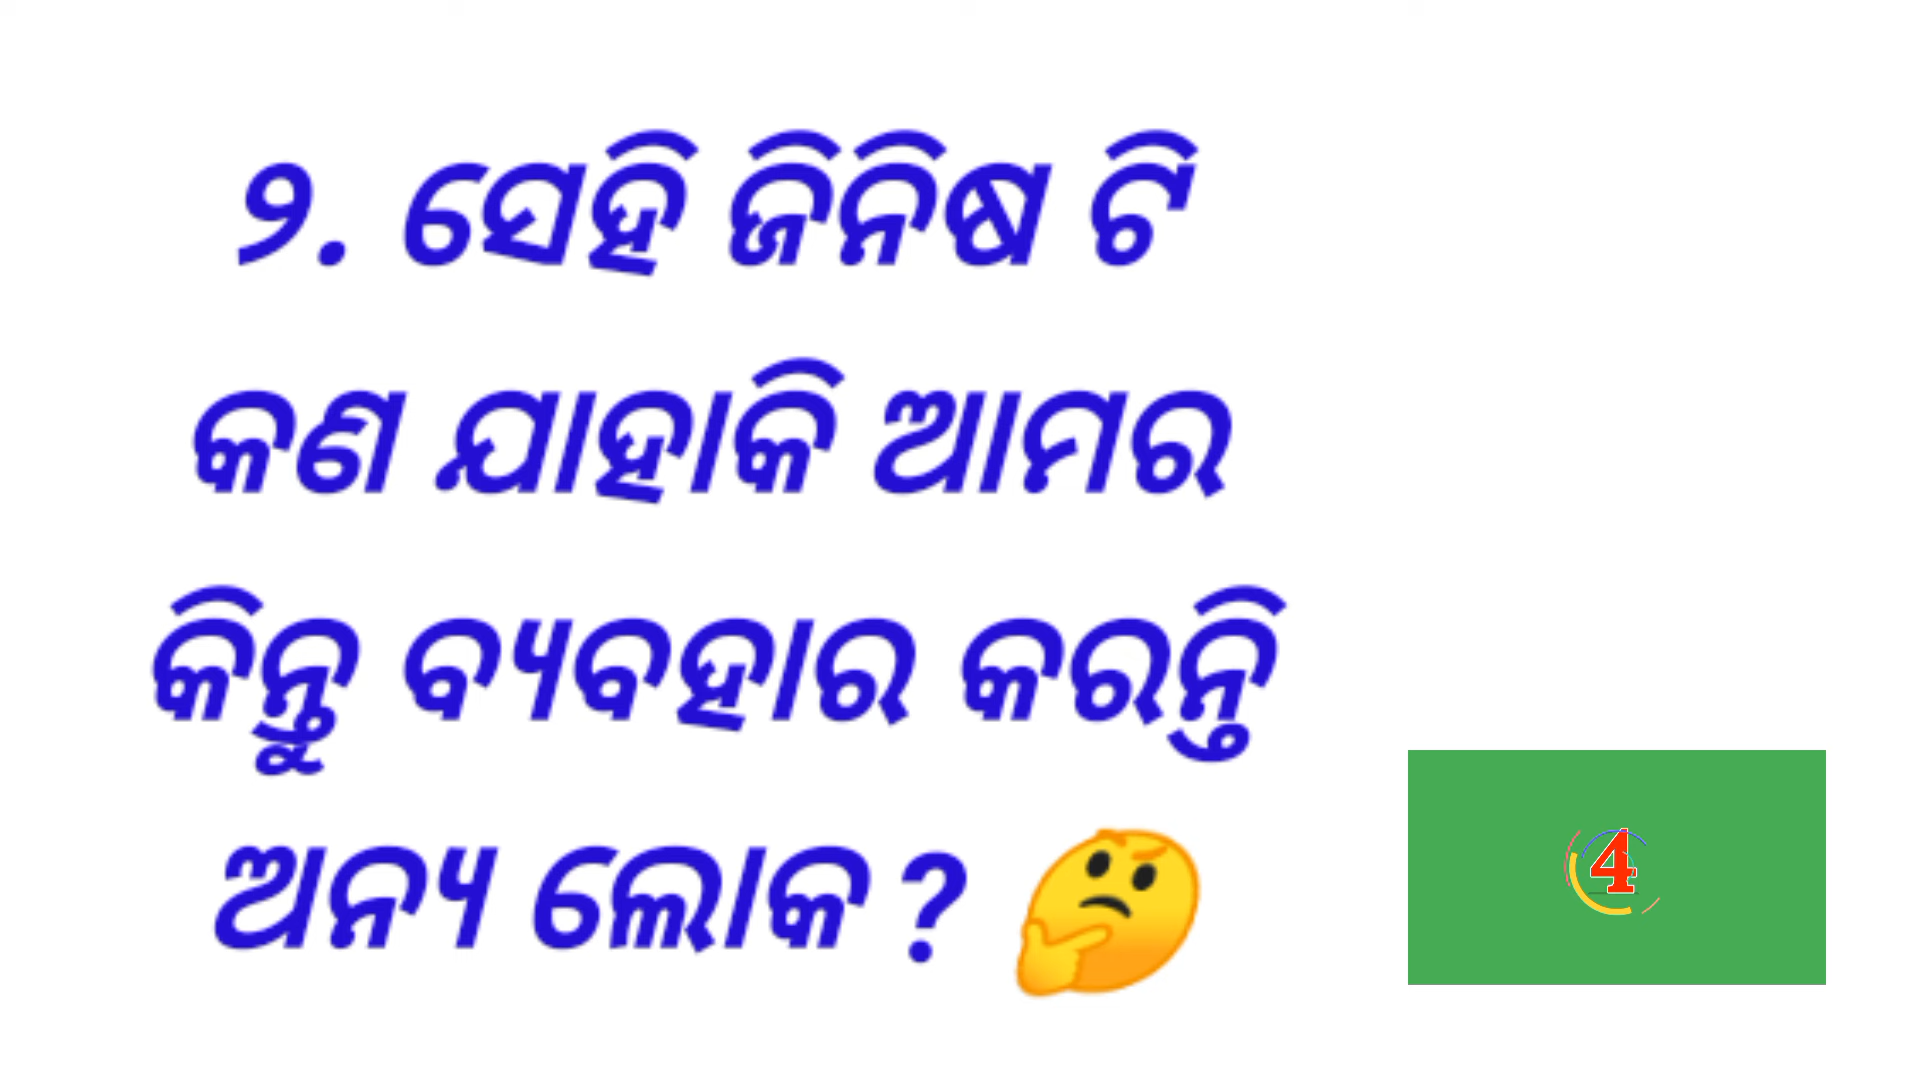 ୨. ସେହି ଜିନିଷ ଟି
କଣ ଯାହାକି ଆମର
କିନ୍ତୁ ବ୍ୟବହାର କରନ୍ତି
ଅନ୍ୟ ଲୋକ ? 🤔
4